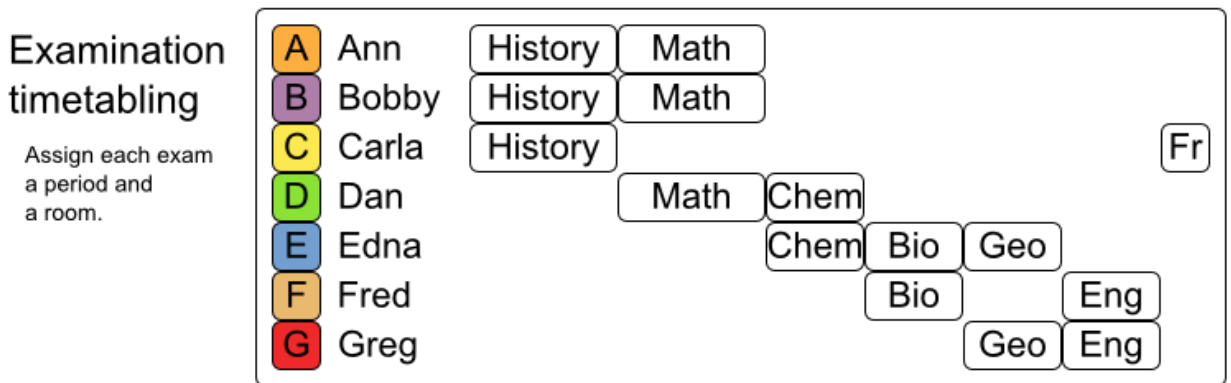 Examination
timetabling
Assign each exam
a period and
a room.
A Ann History Math
B Bobby History Math
C Carla History Fr
D Dan Math Chem
E Edna Chem Bio Geo
F Fred Bio Eng
G Greg Geo Eng